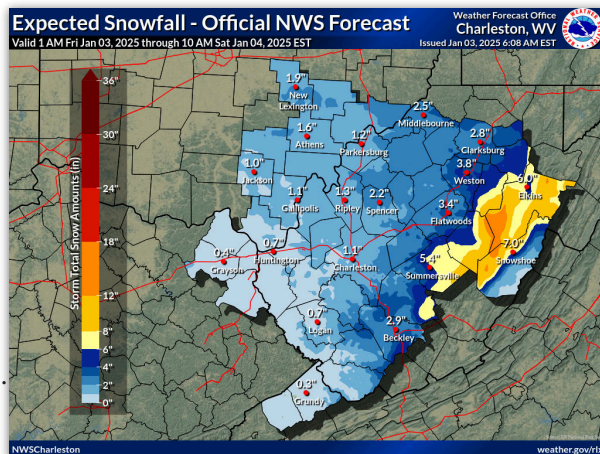 Expected Snowfall - Official NWS Forecast
Valid 1 AM Fri Jan 03, 2025 through 10 AM Sat Jan 04, 2025 EST
Weather Forecast Office
Charleston, WV
Issued Jan 03, 2025 6:08 AM EST
Storm Total Snow Amounts (in)
36"
30"
24"
18"
12"
8"
6"
4"
2"
0"
1.9"
New
Lexington
2.5"
Middlebourne
1.6"
Athens
1.2"
Parkersburg
2.8"
Clarksburg
1.0"
Jackson
3.8"
Weston
6.0"
Elkins
1.1"
Gallipolis
1.3"
Ripley
2.2"
Spencer
3.4"
Flatwoods
0.4"
Grayson
0.7"
Huntington
1.1"
Charleston
5.4"
Summersville
7.0"
Snowshoe
0.7"
Logan
2.9"
Beckley
0.3"
Grundy
NWSCharleston
weather.gov/rlx